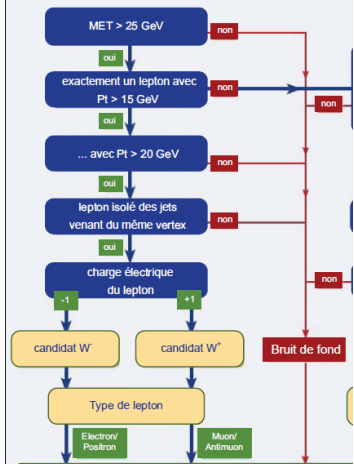 MET > 25 GeV
non
oui
exactement un lepton avec
Pt > 15 GeV
non
non
oui
... avec Pt > 20 GeV
non
oui
lepton isolé des jets
venant du même vertex
non
oui
charge électrique
du lepton
non
-1
+1
candidat W-
candidat W+
Bruit de fond
Type de lepton
Electron/
Positron
Muon/
Antimuon